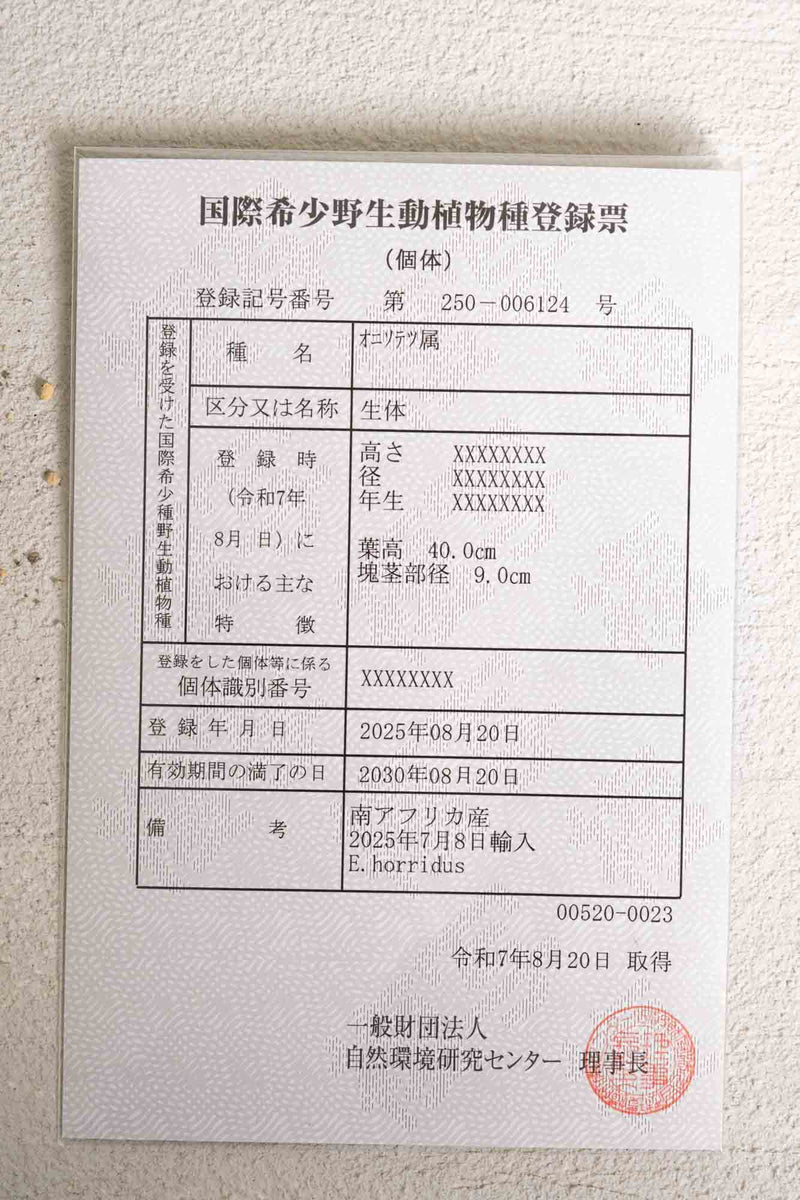 国際希少野生動植物種登録票
(個体)
登録記号番号 第 250-006124 号
登録を受けた国際希少種野生動植物種
種 名 ｵﾆｿﾃﾂ属
区分又は名称 生体
登録時
(令和7年
8月 日)に
おける主な
特 徴
高さ XXXXXXXX
径 XXXXXXXX
年生 XXXXXXXX
葉高 40.0cm
塊茎部径 9.0cm
登録をした個体等に係る
個体識別番号 XXXXXXXX
登録年月日 2025年08月20日
有効期間の満了の日 2030年08月20日
備 考
南アフリカ産
2025年7月8日輸入
E.horridus
00520-0023
令和7年8月20日 取得
一般財団法人
自然環境研究センター 理事長